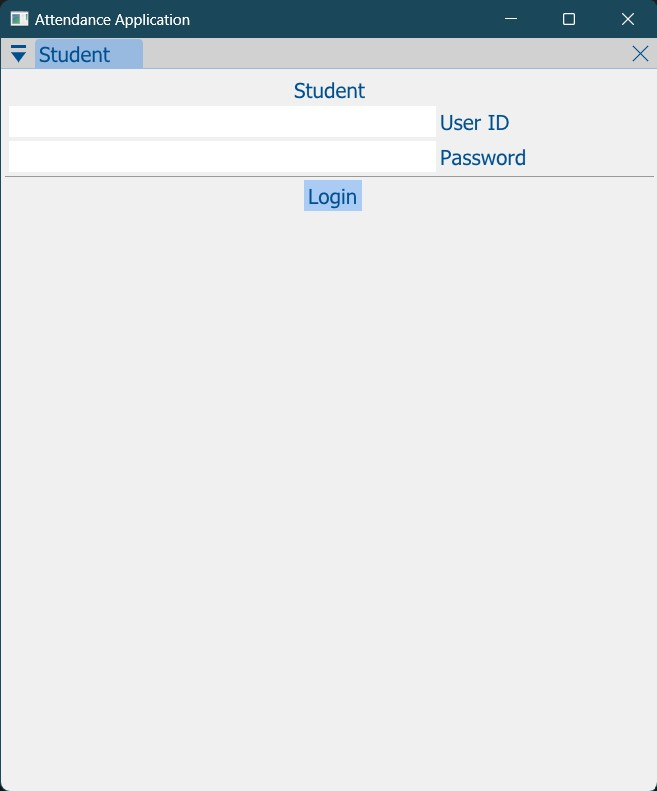 Attendance Application
Student
Student
User ID
Password
Login